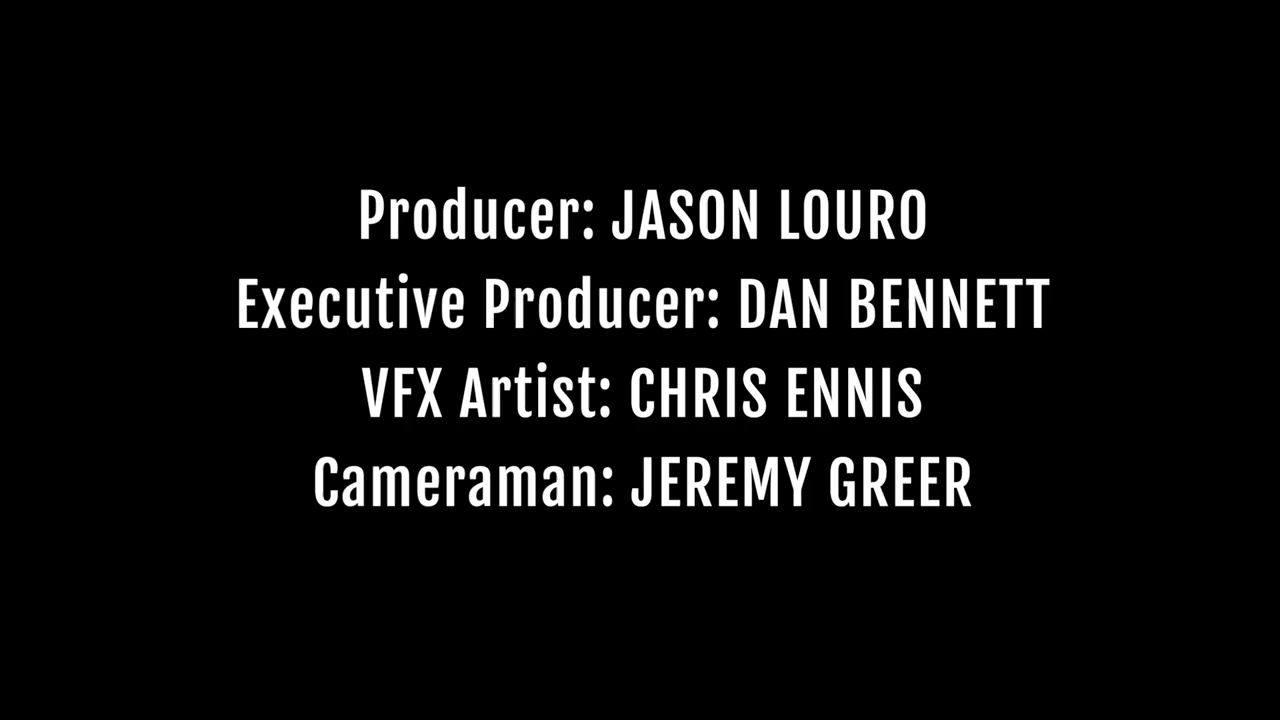 Producer: JASON LOURO
Executive Producer: DAN BENNETT
VFX Artist: CHRIS ENNIS
Cameraman: JEREMY GREER